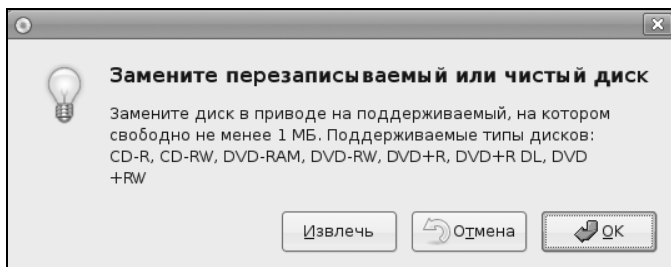 Замените перезаписываемый или чистый диск
Замените диск в приводе на поддерживаемый, на котором
свободно не менее 1 МБ. Поддерживаемые типы дисков:
CD-R, CD-RW, DVD-RAM, DVD-RW, DVD+R, DVD+R DL, DVD
+RW
Извлечь Отмена OK